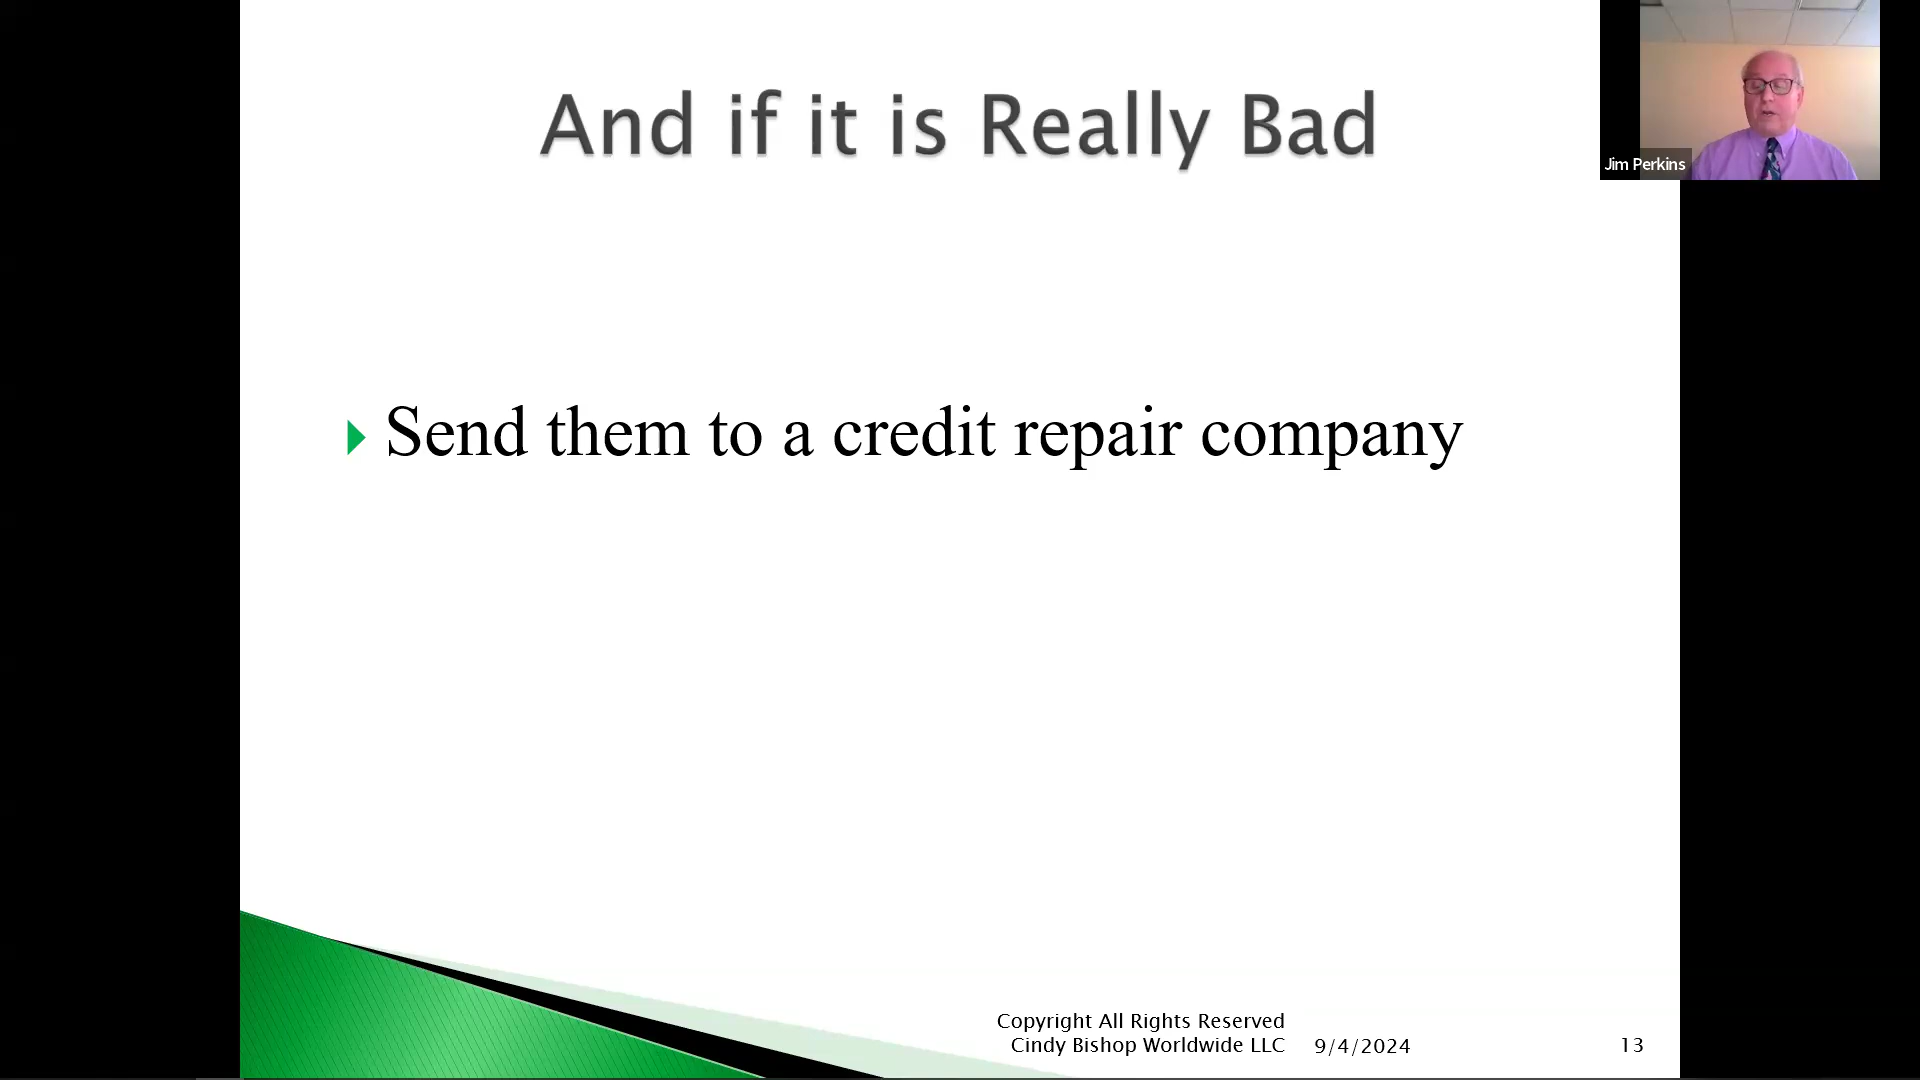 And if it is Really Bad
Jim Perkins
Send them to a credit repair company
Copyright All Rights Reserved
Cindy Bishop Worldwide LLC
9/4/2024
13